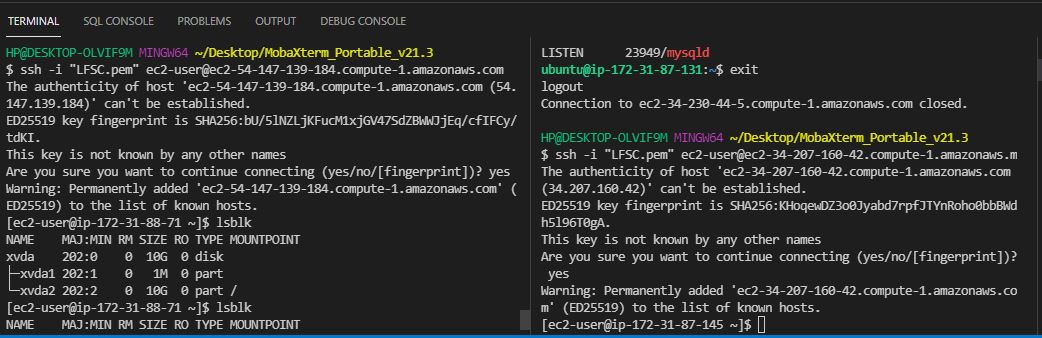 TERMINAL SQL CONSOLE PROBLEMS OUTPUT DEBUG CONSOLE
HP@DESKTOP-OLVIF9M MINGW64 ~/Desktop/MobaXterm_Portable_v21.3
$ ssh -i "LFSC.pem" ec2-user@ec2-54-147-139-184.compute-1.amazonaws.com
The authenticity of host 'ec2-54-147-139-184.compute-1.amazonaws.com (54.
147.139.184)' can't be established.
ED25519 key fingerprint is SHA256:bU/5lNZLjKFucM1xjGV47SdZBWWJjEq/cfIFCy/
tdKI.
This key is not known by any other names
Are you sure you want to continue connecting (yes/no/[fingerprint])? yes
Warning: Permanently added 'ec2-54-147-139-184.compute-1.amazonaws.com' (
ED25519) to the list of known hosts.
[ec2-user@ip-172-31-88-71 ~]$ lsblk
NAME    MAJ:MIN RM SIZE RO TYPE MOUNTPOINT
xvda    202:0    0  10G  0 disk
├─xvda1 202:1    0   1M  0 part
└─xvda2 202:2    0  10G  0 part /
[ec2-user@ip-172-31-88-71 ~]$ lsblk
NAME    MAJ:MIN RM SIZE RO TYPE MOUNTPOINT
LISTEN     23949/mysqld
ubuntu@ip-172-31-87-131:~$ exit
logout
Connection to ec2-34-230-44-5.compute-1.amazonaws.com closed.
HP@DESKTOP-OLVIF9M MINGW64 ~/Desktop/MobaXterm_Portable_v21.3
$ ssh -i "LFSC.pem" ec2-user@ec2-34-207-160-42.compute-1.amazonaws.m
The authenticity of host 'ec2-34-207-160-42.compute-1.amazonaws.com
(34.207.160.42)' can't be established.
ED25519 key fingerprint is SHA256:KHoqewDZ3o0Jyabd7rpfJTYnRoho0bbBWd
h5l96T0gA.
This key is not known by any other names
Are you sure you want to continue connecting (yes/no/[fingerprint])?
yes
Warning: Permanently added 'ec2-34-207-160-42.compute-1.amazonaws.co
m' (ED25519) to the list of known hosts.
[ec2-user@ip-172-31-87-145 ~]$